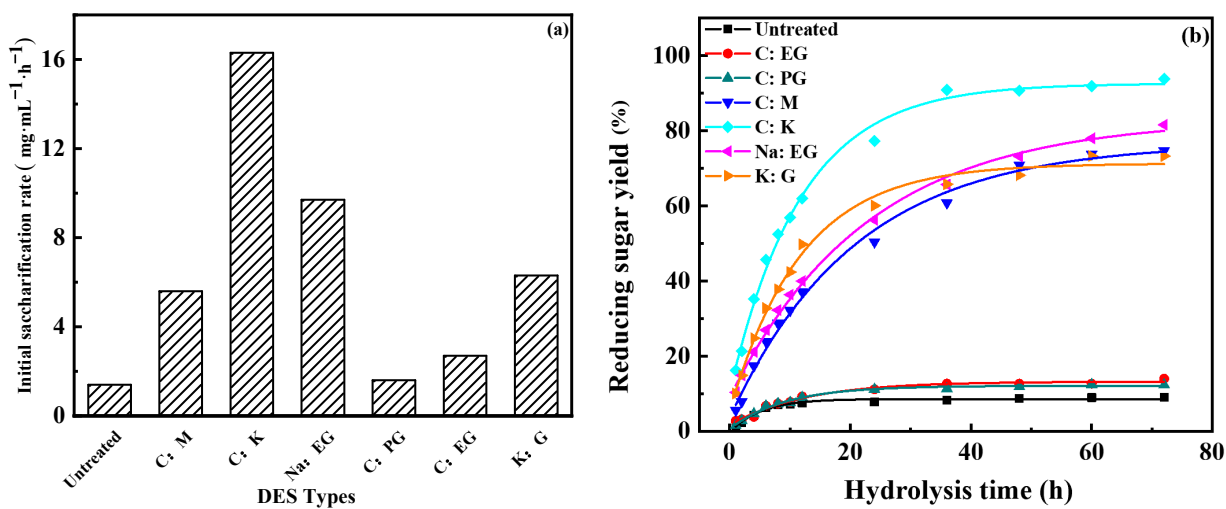 (a)
Initial saccharification rate ( mg·mL⁻¹·h⁻¹)
16
12
8
4
0
Untreated
C: M
C: K
Na: EG
C: PG
C: EG
K: G
DES Types
(b)
Untreated
C: EG
C: PG
C: M
C: K
Na: EG
K: G
Reducing sugar yield (%)
100
80
60
40
20
0
0
20
40
60
80
Hydrolysis time (h)